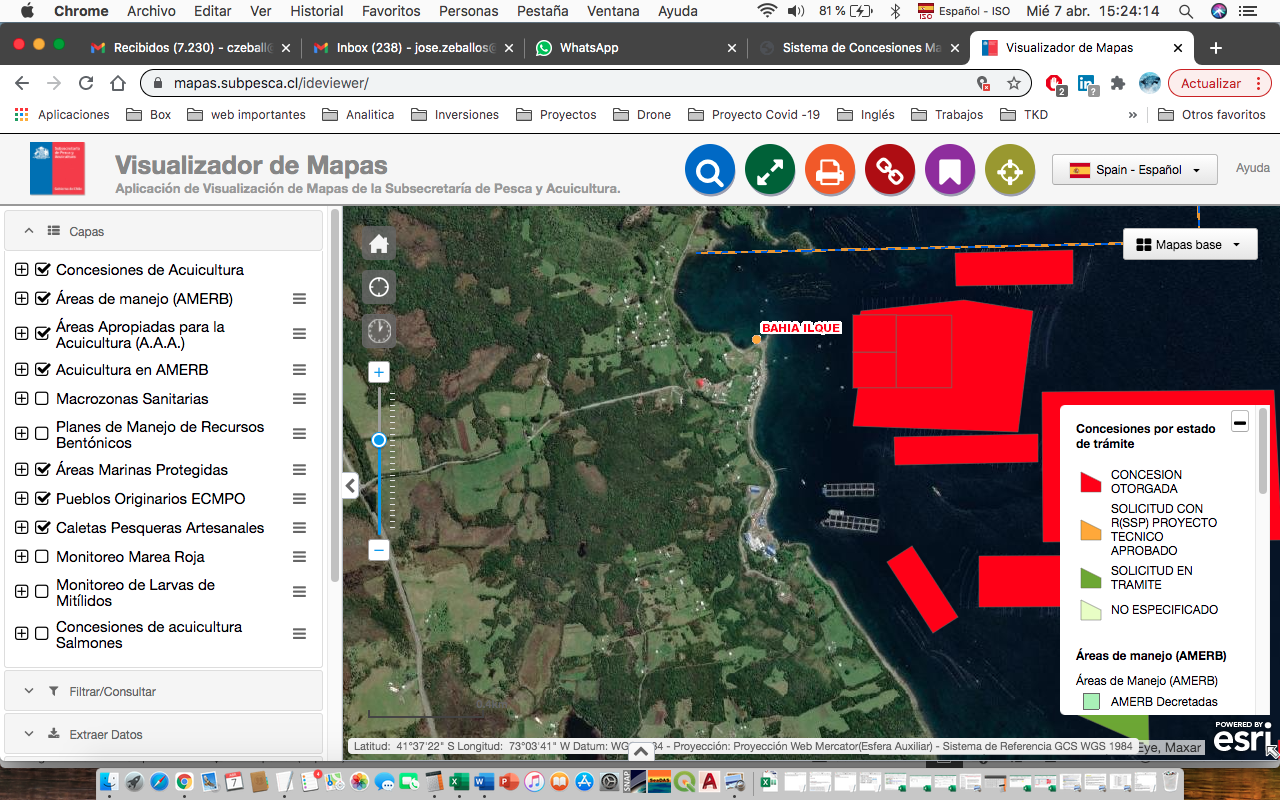 Chrome Archivo Editar Ver Historial Favoritos Personas Pestaña Ventana Ayuda 81 % ISO Español - ISO Mié 7 abr. 15:24:14
Recibidos (7.230) - czeball Inbox (238) - jose.zeballos@ WhatsApp Sistema de Concesiones Ma Visualizador de Mapas
mapas.subpesca.cl/ideviewer/ 2 ? Actualizar
Aplicaciones Box web importantes Analitica Inversiones Proyectos Drone Proyecto Covid -19 Inglés Trabajos TKD » Otros favoritos
Visualizador de Mapas
Aplicación de Visualización de Mapas de la Subsecretaría de Pesca y Acuicultura.
Spain - Español
Ayuda
Capas
Concesiones de Acuicultura
Áreas de manejo (AMERB)
Áreas Apropiadas para la
Acuicultura (A.A.A.)
Acuicultura en AMERB
Macrozonas Sanitarias
Planes de Manejo de Recursos
Bentónicos
Áreas Marinas Protegidas
Pueblos Originarios ECMPO
Caletas Pesqueras Artesanales
Monitoreo Marea Roja
Monitoreo de Larvas de
Mitílidos
Concesiones de acuicultura
Salmones
Filtrar/Consultar
Extraer Datos
Mapas base
BAHIA ILQUE
Concesiones por estado
de trámite
CONCESION
OTORGADA
SOLICITUD CON
R(SSP) PROYECTO
TECNICO
APROBADO
SOLICITUD EN
TRAMITE
NO ESPECIFICADO
Áreas de manejo (AMERB)
Áreas de Manejo (AMERB)
AMERB Decretadas
POWERED BY
esri
Latitud: 41°37'22" S Longitud: 73°03'41" W Datum: WG 84 - Proyección: Proyección Web Mercator(Esfera Auxiliar) - Sistema de Referencia GCS WGS 1984
Eye, Maxar